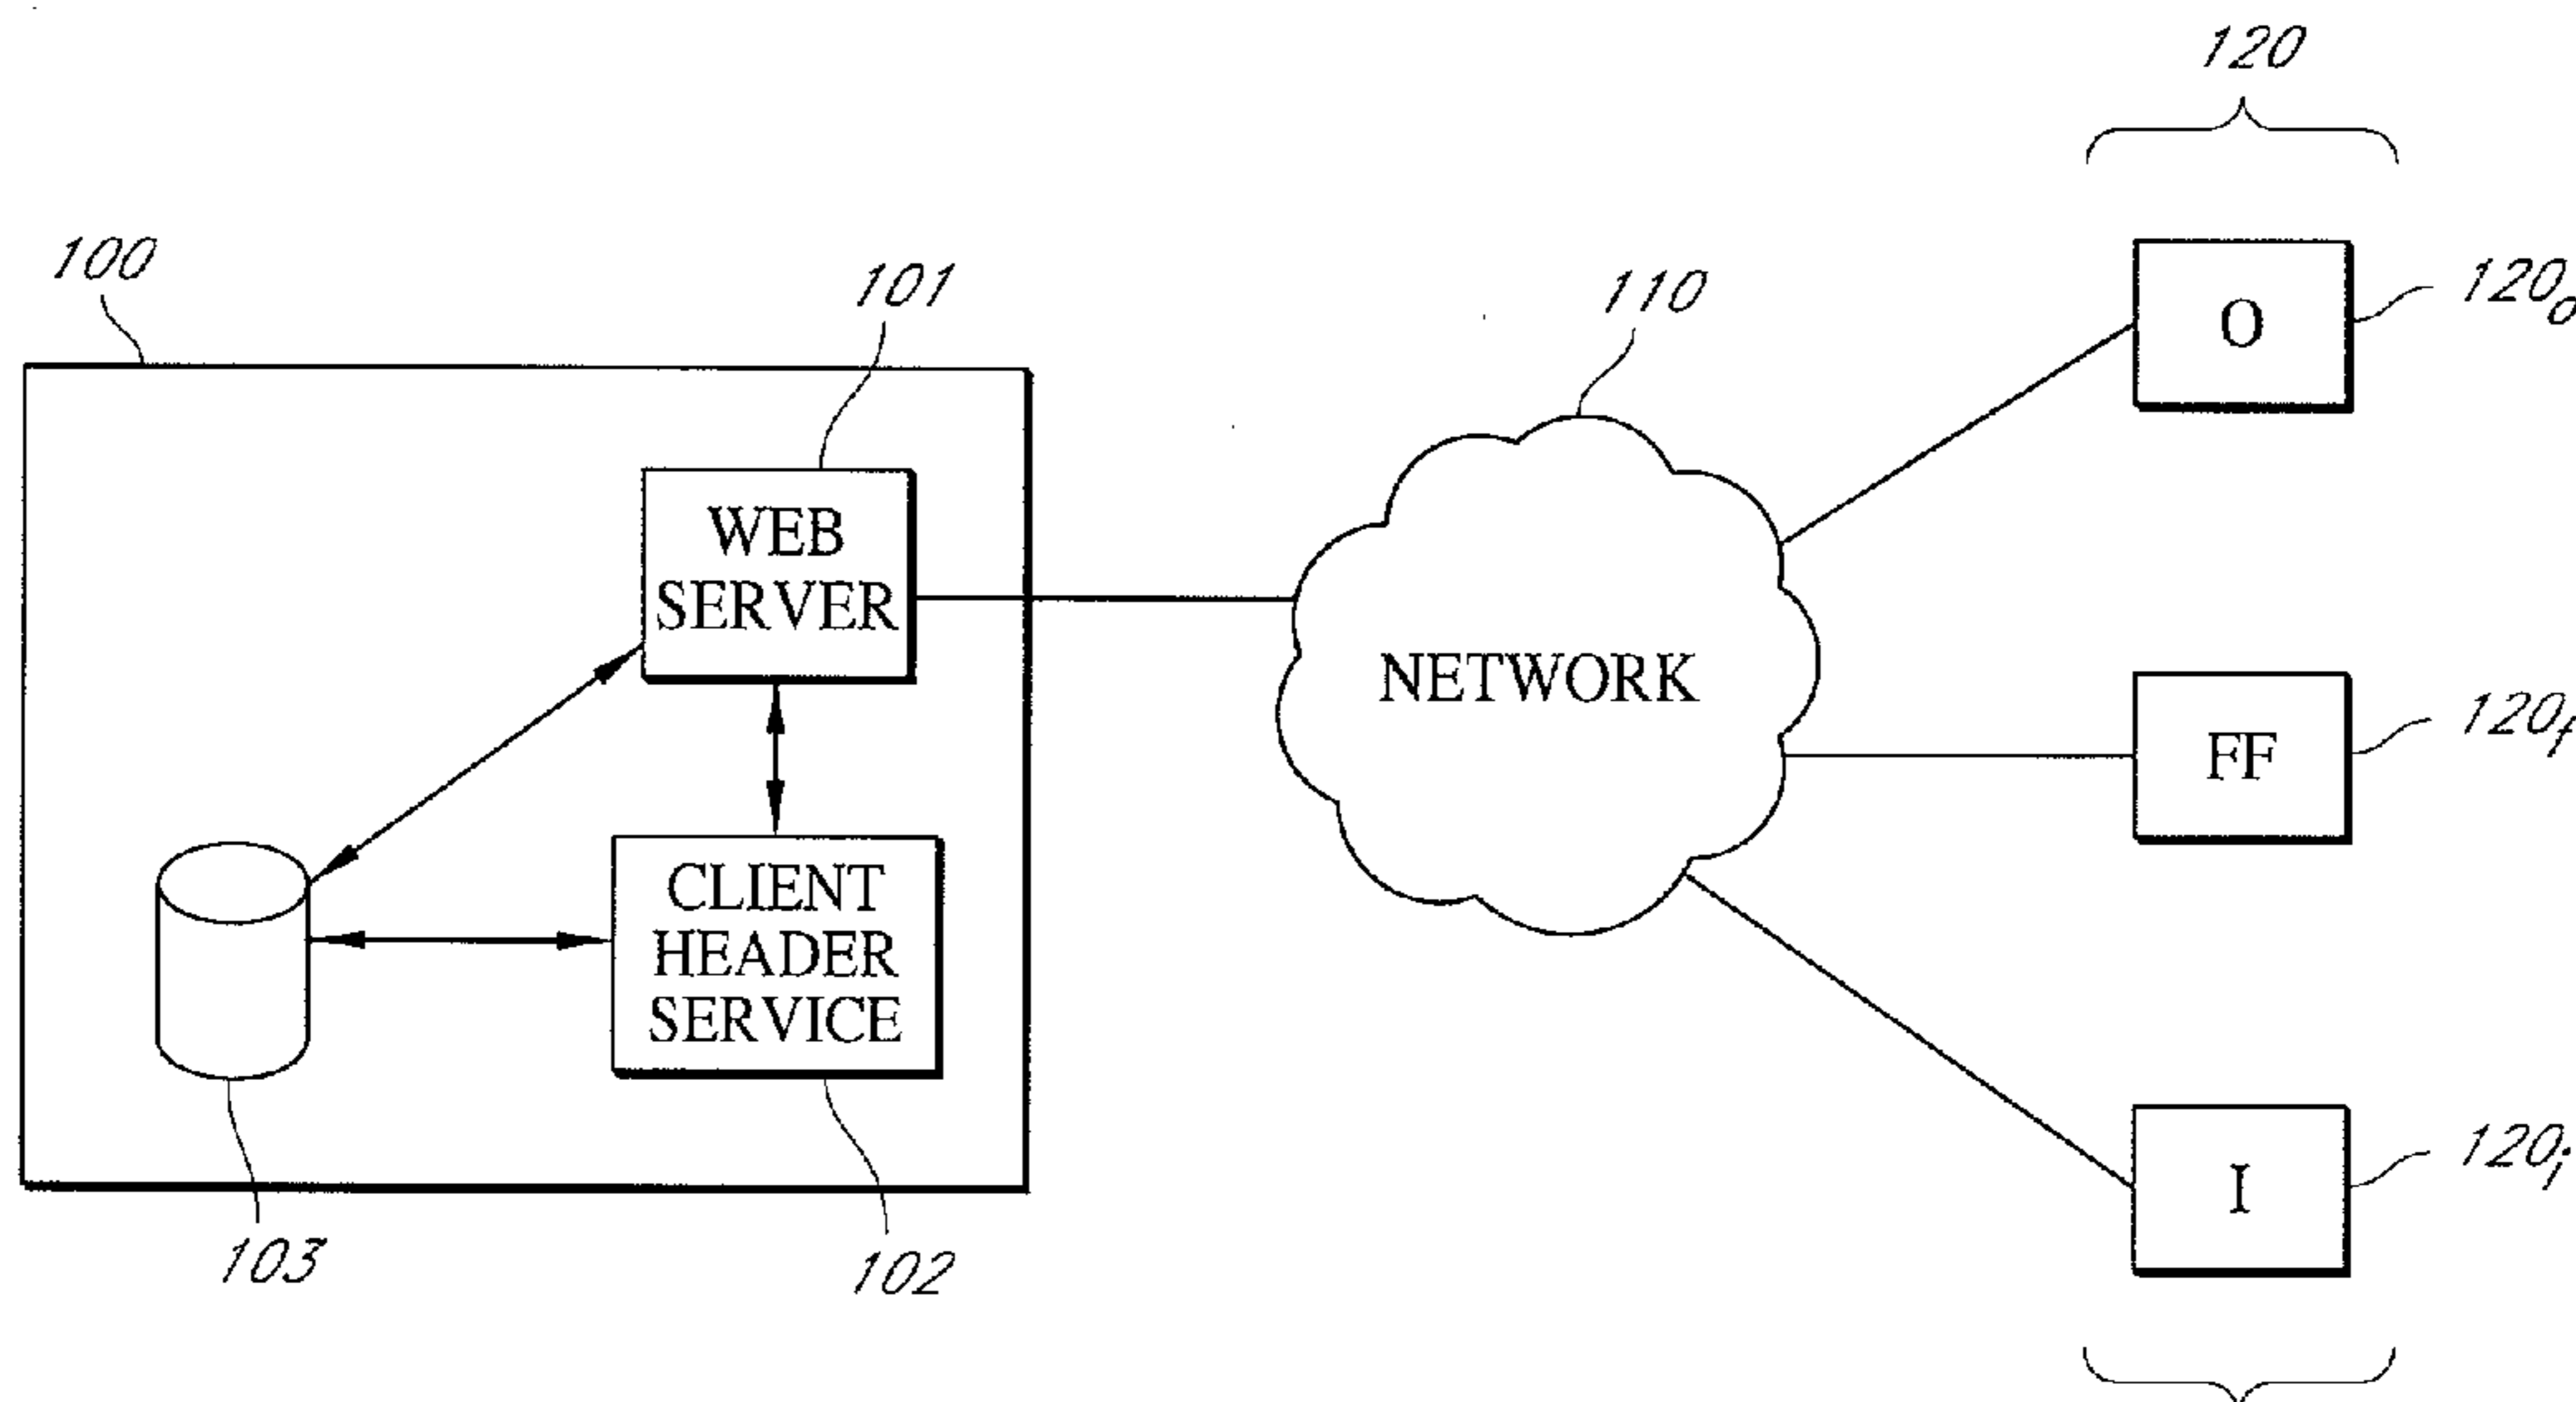 120
100
101
110
O
120o
WEB
SERVER
NETWORK
FF
120f
CLIENT
HEADER
SERVICE
I
120i
103
102